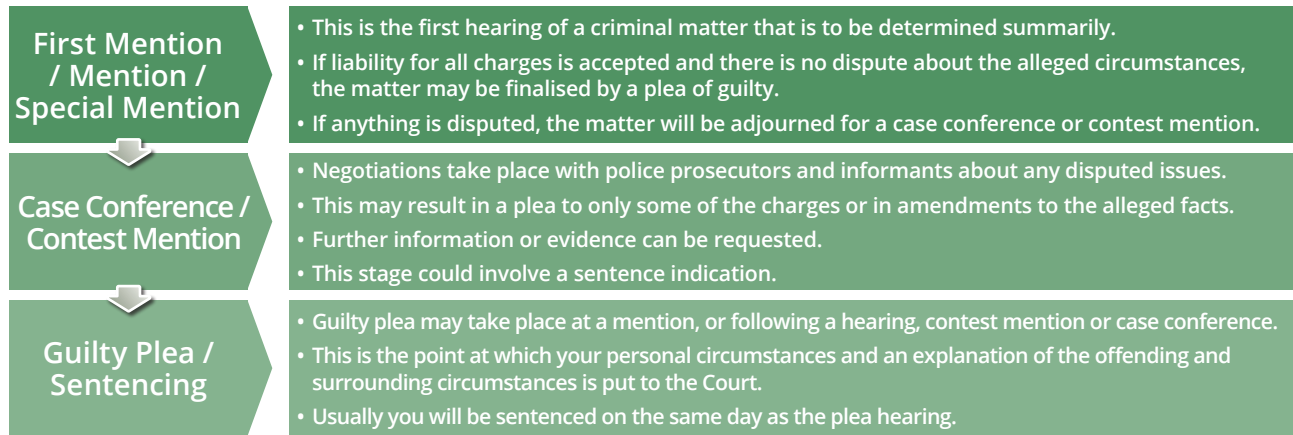 First Mention
/ Mention /
Special Mention
• This is the first hearing of a criminal matter that is to be determined summarily.
• If liability for all charges is accepted and there is no dispute about the alleged circumstances,
the matter may be finalised by a plea of guilty.
• If anything is disputed, the matter will be adjourned for a case conference or contest mention.
Case Conference /
Contest Mention
• Negotiations take place with police prosecutors and informants about any disputed issues.
• This may result in a plea to only some of the charges or in amendments to the alleged facts.
• Further information or evidence can be requested.
• This stage could involve a sentence indication.
Guilty Plea /
Sentencing
• Guilty plea may take place at a mention, or following a hearing, contest mention or case conference.
• This is the point at which your personal circumstances and an explanation of the offending and
surrounding circumstances is put to the Court.
• Usually you will be sentenced on the same day as the plea hearing.